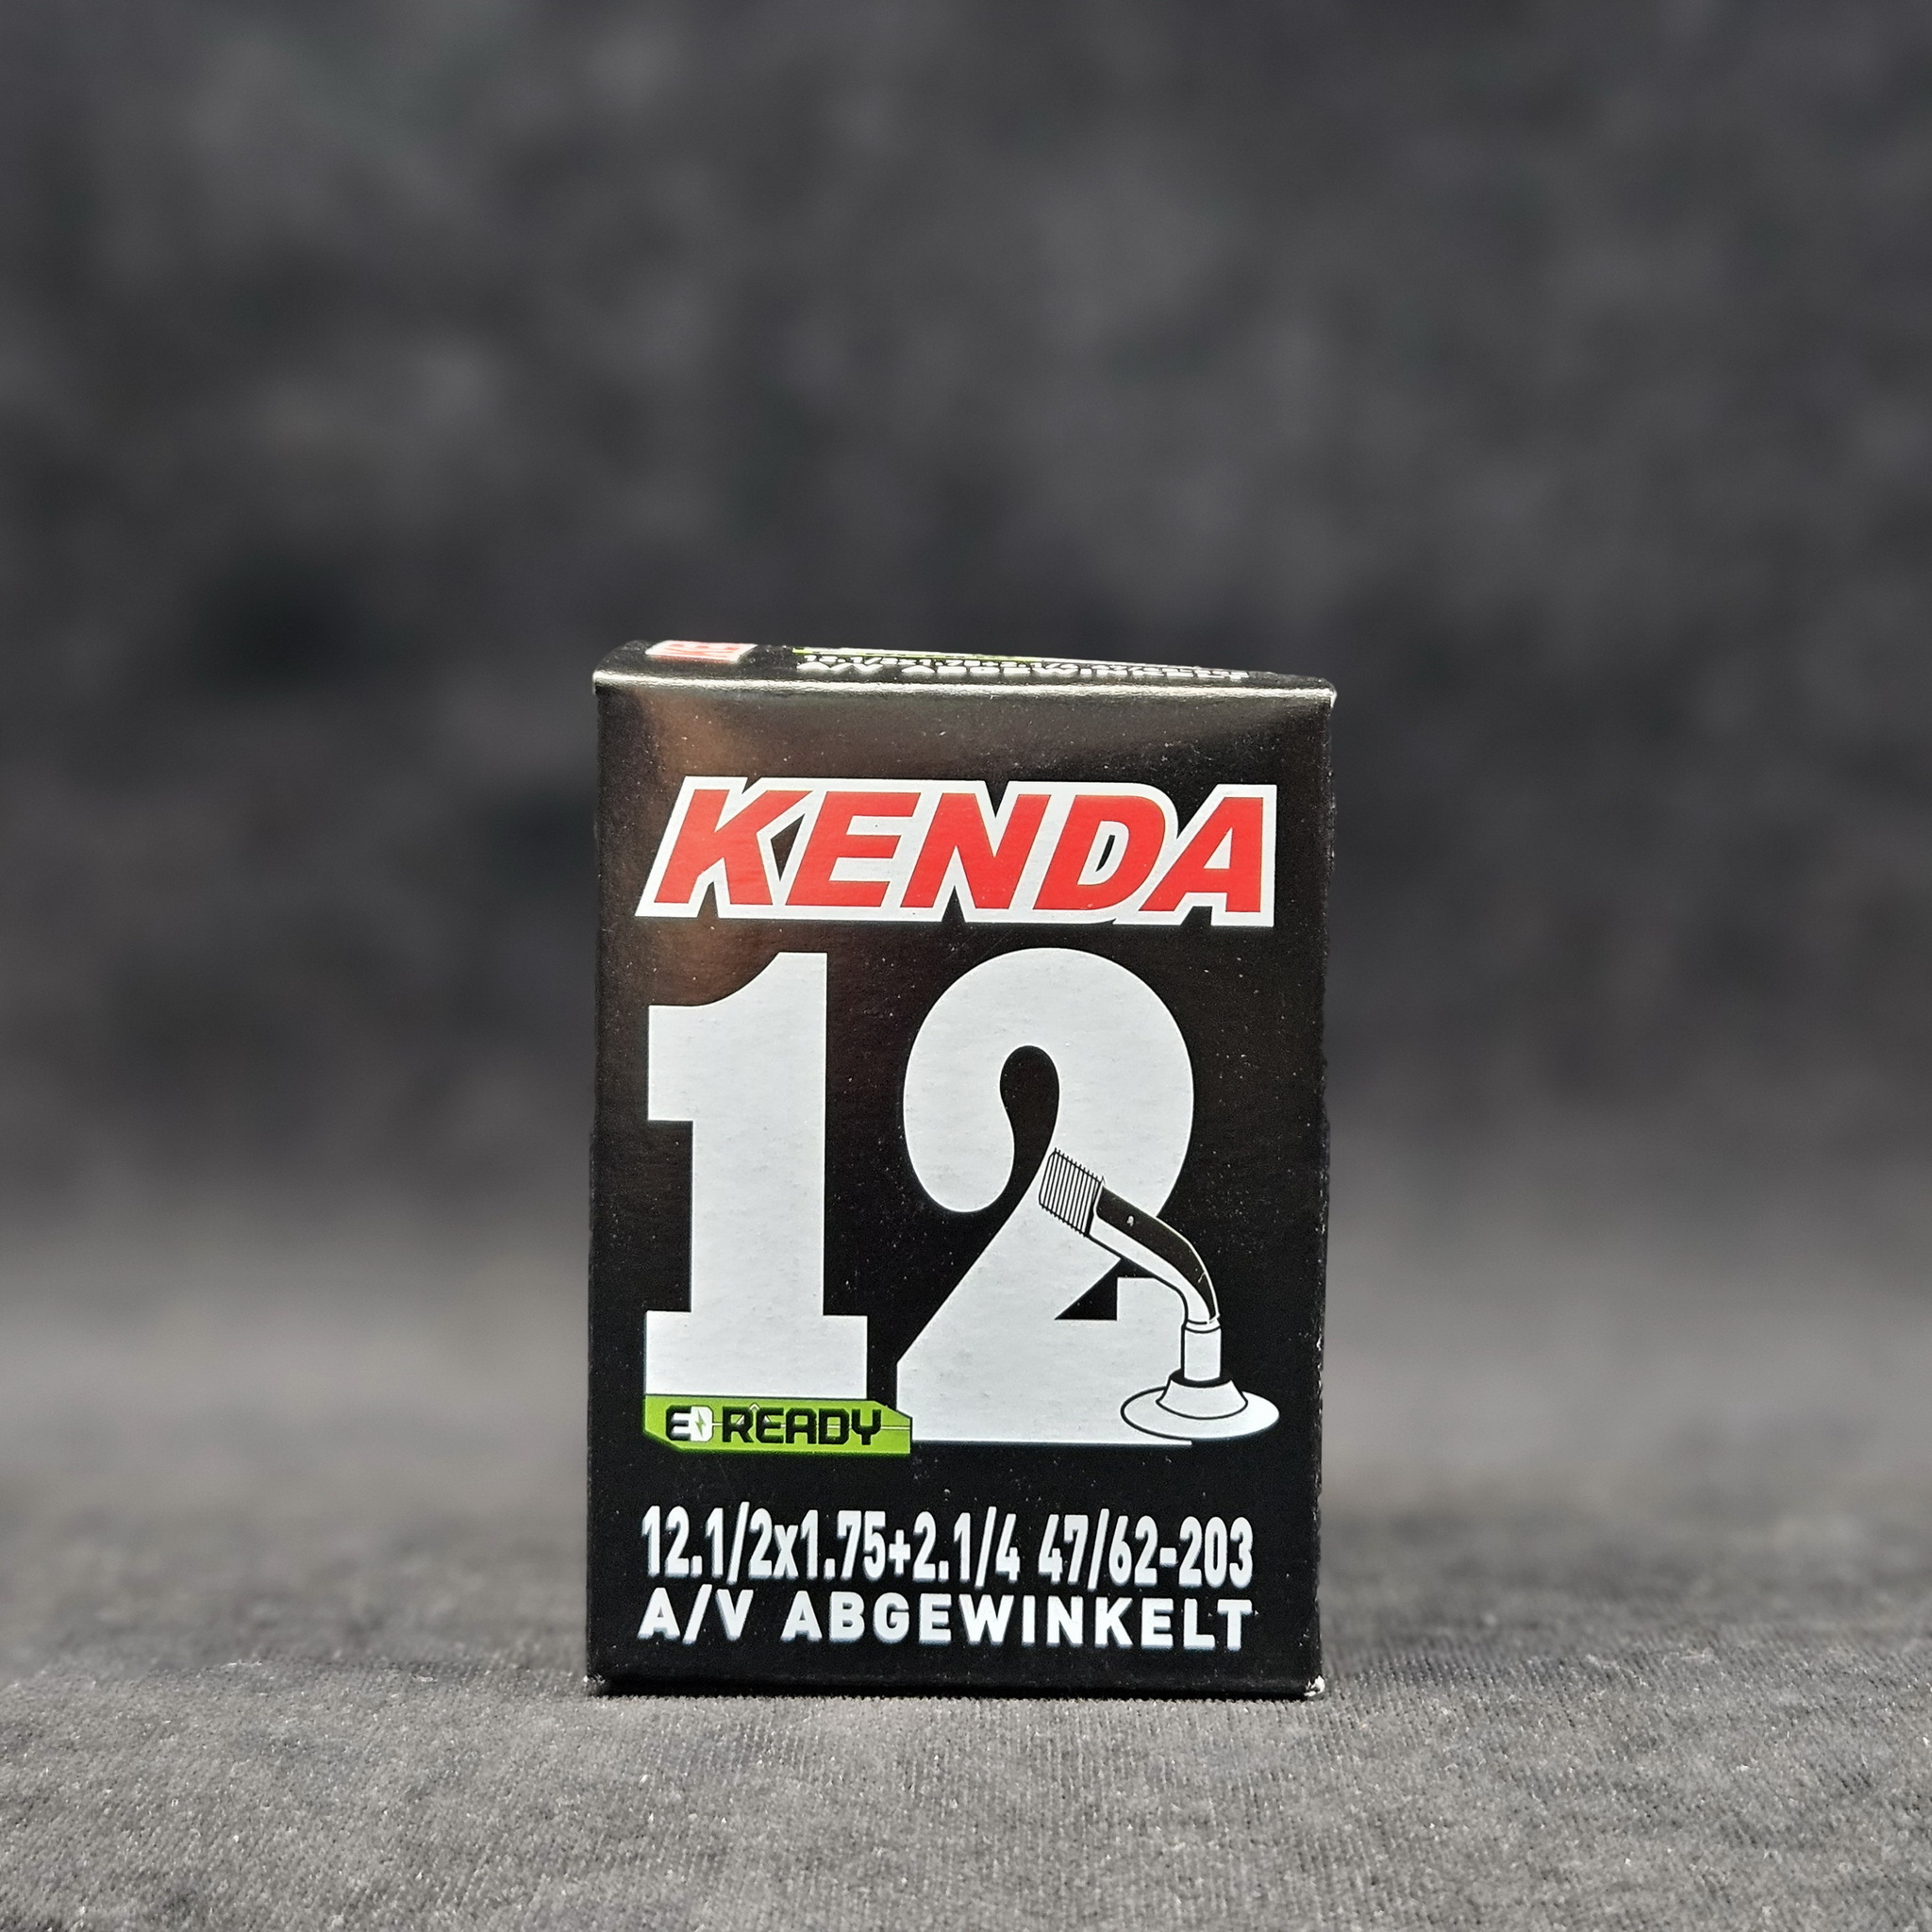 KENDA
12
READY
12.1/2x1.75+2.1/4 47/62-203
A/V ABGEWINKELT